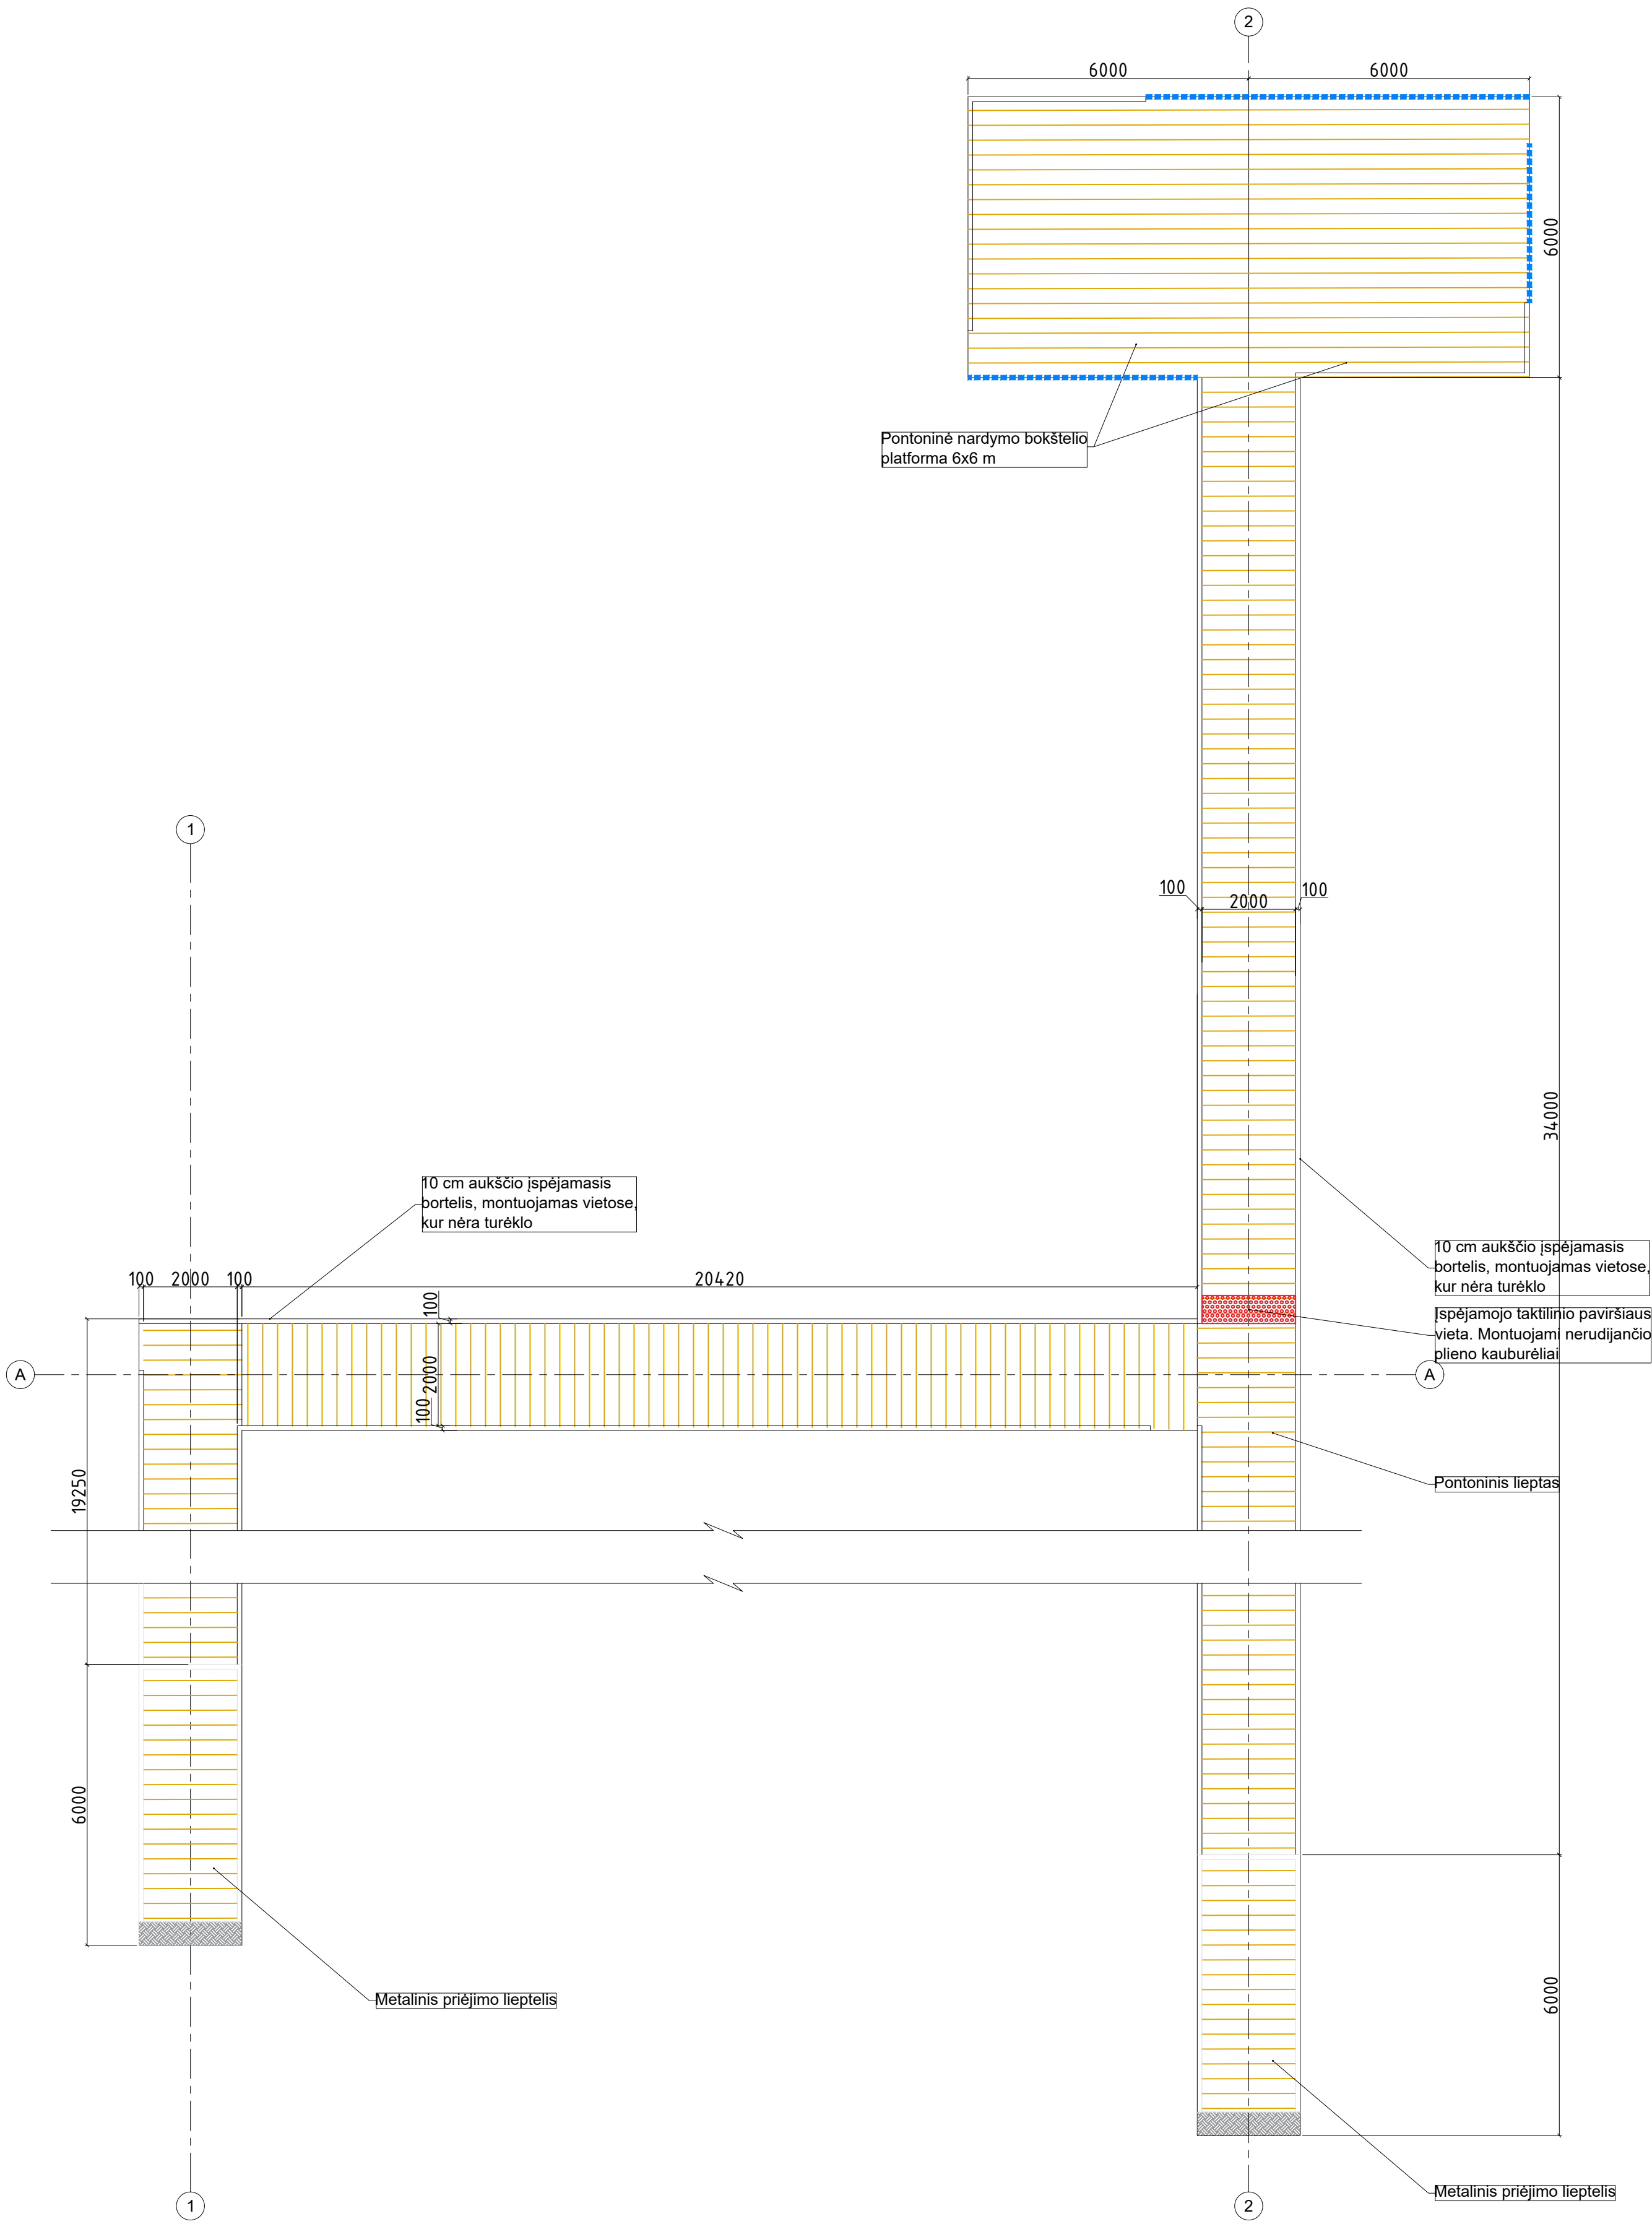 2
6000
6000
6000
Pontoninė nardymo bokštelio
platforma 6x6 m
1
100
2000
100
34000
10 cm aukščio įspėjamasis
bortelis, montuojamas vietose,
kur nėra turėklo
10 cm aukščio įspėjamasis
bortelis, montuojamas vietose,
kur nėra turėklo
100
2000
100
20420
100
Įspėjamojo taktilinio paviršiaus
vieta. Montuojami nerudijančio
plieno kauburėliai
A
2000
A
100
19250
Pontoninis lieptas
6000
Metalinis priėjimo lieptelis
6000
Metalinis priėjimo lieptelis
1
2